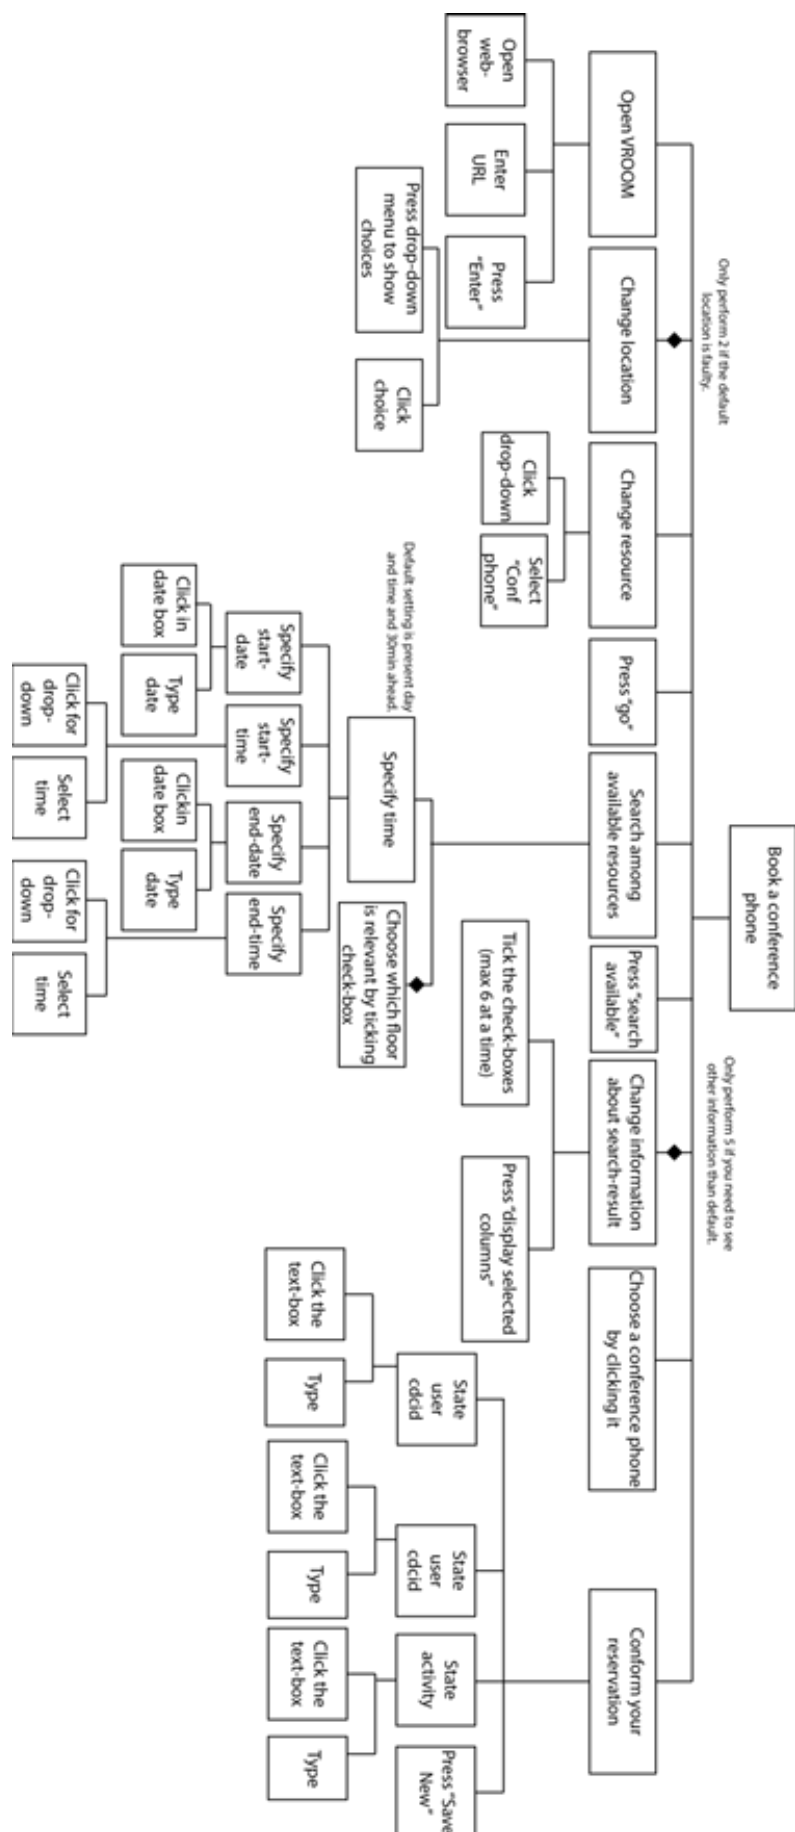 Book a conference
phone
Only perform 2 if the default
location is faulty.
Only perform 5 if you need to see
other information than default.
Open VROOM
Change location
Change resource
Press "go"
Search among
available resources
Press "search
available"
Change information
about search-result
Choose a conference phone
by clicking it
Conform your
reservation
Open
web-
browser
Enter
URL
Press
"Enter"
Press drop-down
menu to show
choices
Click
choice
Click
drop-down
Select
"Conf
phone"
Default setting is present day
and time and 30min ahead.
Specify time
Choose which floor
is relevant by ticking
check-box
Specify
start-
date
Specify
start-
time
Specify
end-date
Specify
end-time
Click in
date box
Type
date
Click for
drop-
down
Select
time
Clickin
date box
Type
date
Click for
drop-
down
Select
time
Tick the check-boxes
(max 6 at a time)
Press "display selected
columns"
State
user
cdcid
State
user
cdcid
State
activity
Press "Save
New"
Click the
text-box
Type
Click the
text-box
Type
Click the
text-box
Type